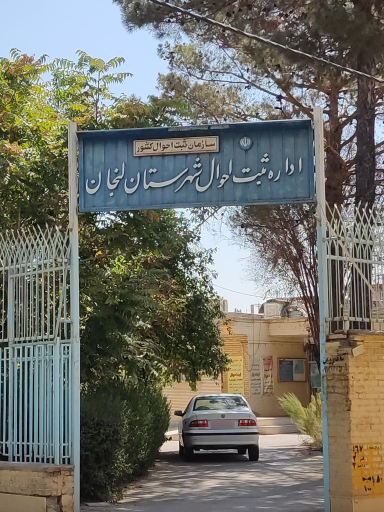 سازمان ثبت احوال کشور
اداره ثبت احوال شهرستان لنجان